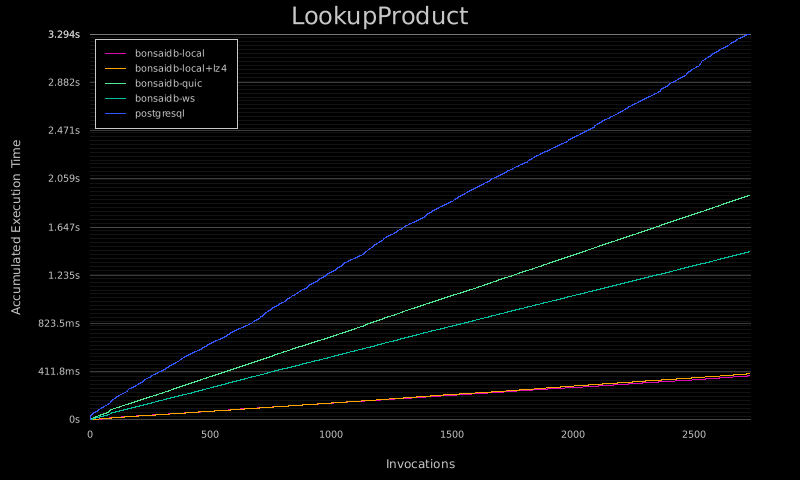 LookupProduct
3.294s
2.882s
2.471s
2.059s
1.647s
1.235s
823.5ms
411.8ms
0s
Accumulated Execution Time
bonsaidb-local
bonsaidb-local+lz4
bonsaidb-quic
bonsaidb-ws
postgresql
0 500 1000 1500 2000 2500
Invocations